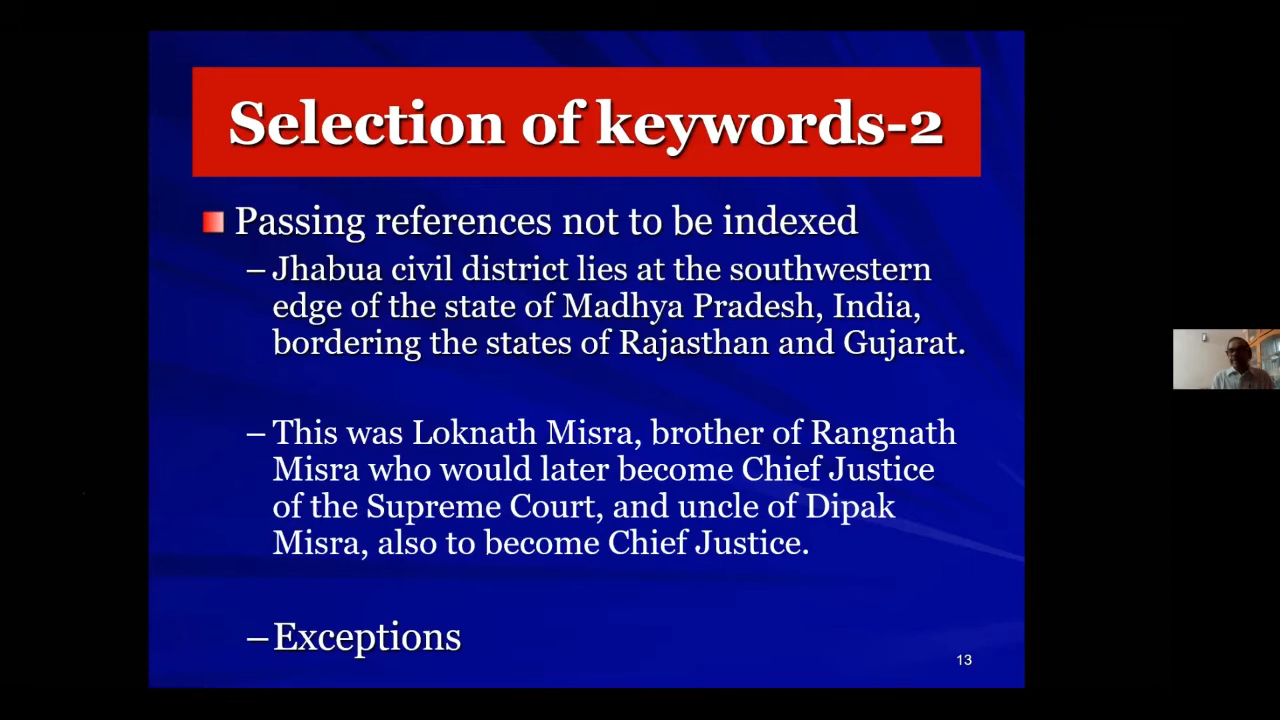 Selection of keywords-2
Passing references not to be indexed
–Jhabua civil district lies at the southwestern
edge of the state of Madhya Pradesh, India,
bordering the states of Rajasthan and Gujarat.
–This was Loknath Misra, brother of Rangnath
Misra who would later become Chief Justice
of the Supreme Court, and uncle of Dipak
Misra, also to become Chief Justice.
–Exceptions
13